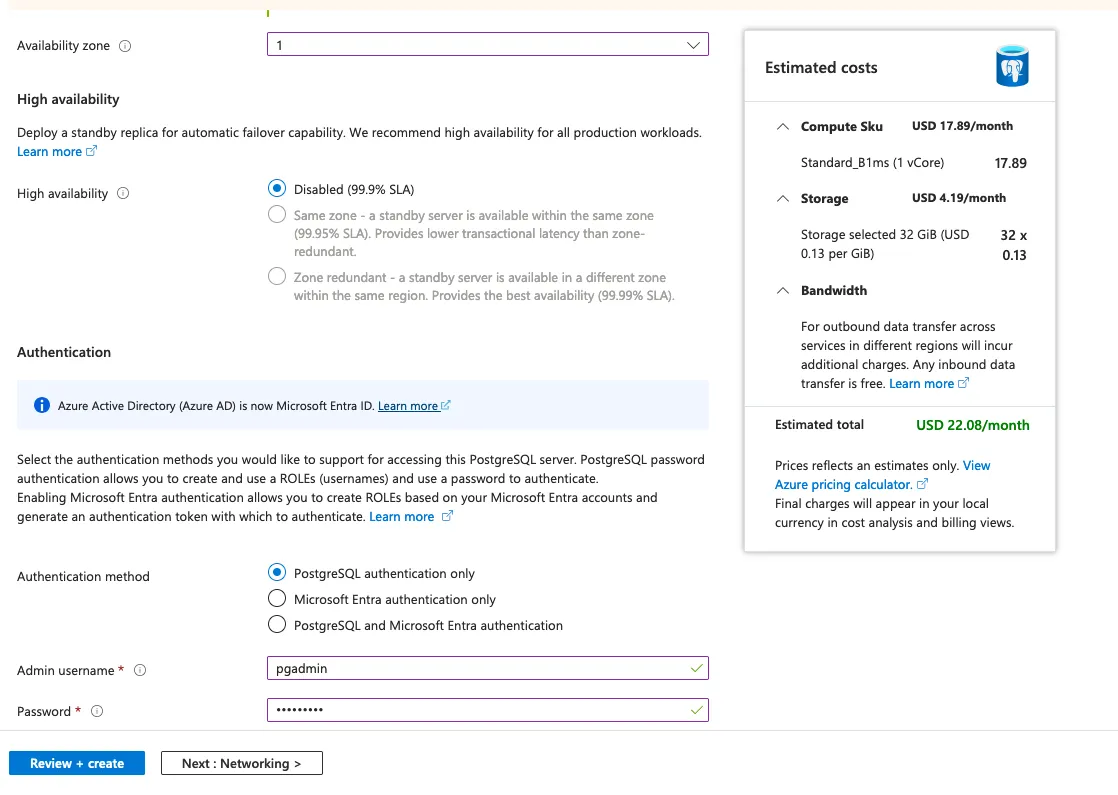 Availability zone
1
High availability
Deploy a standby replica for automatic failover capability. We recommend high availability for all production workloads.
Learn more
High availability
Disabled (99.9% SLA)
Same zone - a standby server is available within the same zone
(99.95% SLA). Provides lower transactional latency than zone-
redundant.
Zone redundant - a standby server is available in a different zone
within the same region. Provides the best availability (99.99% SLA).
Authentication
Azure Active Directory (Azure AD) is now Microsoft Entra ID. Learn more
Select the authentication methods you would like to support for accessing this PostgreSQL server. PostgreSQL password
authentication allows you to create and use a ROLEs (usernames) and use a password to authenticate.
Enabling Microsoft Entra authentication allows you to create ROLEs based on your Microsoft Entra accounts and
generate an authentication token with which to authenticate. Learn more
Authentication method
PostgreSQL authentication only
Microsoft Entra authentication only
PostgreSQL and Microsoft Entra authentication
Admin username *
pgadmin
Password *
•••••••••
Review + create
Next : Networking >
Estimated costs
Compute Sku USD 17.89/month
Standard_B1ms (1 vCore) 17.89
Storage USD 4.19/month
Storage selected 32 GiB (USD 32 x
0.13 per GiB) 0.13
Bandwidth
For outbound data transfer across
services in different regions will incur
additional charges. Any inbound data
transfer is free. Learn more
Estimated total USD 22.08/month
Prices reflect an estimates only. View
Azure pricing calculator.
Final charges will appear in your local
currency in cost analysis and billing views.